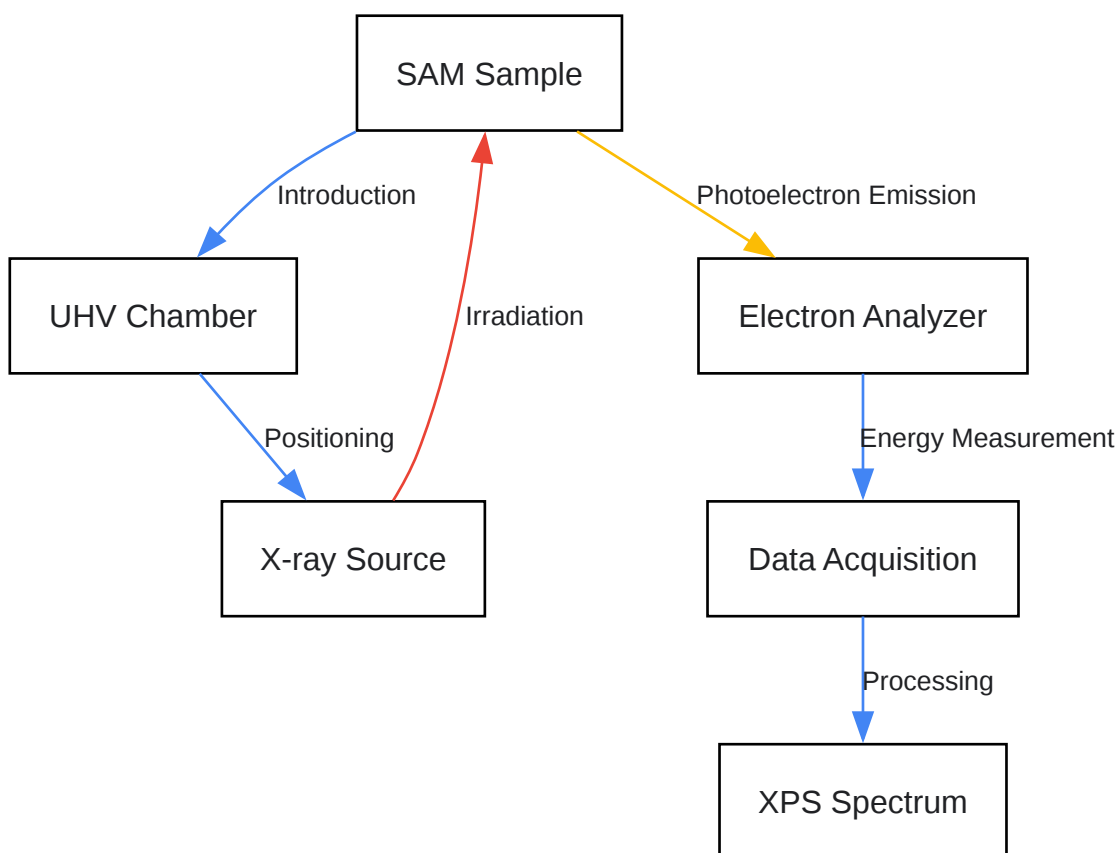 SAM Sample
Introduction
Photoelectron Emission
UHV Chamber
Irradiation
Electron Analyzer
Positioning
Energy Measurement
X-ray Source
Data Acquisition
Processing
XPS Spectrum